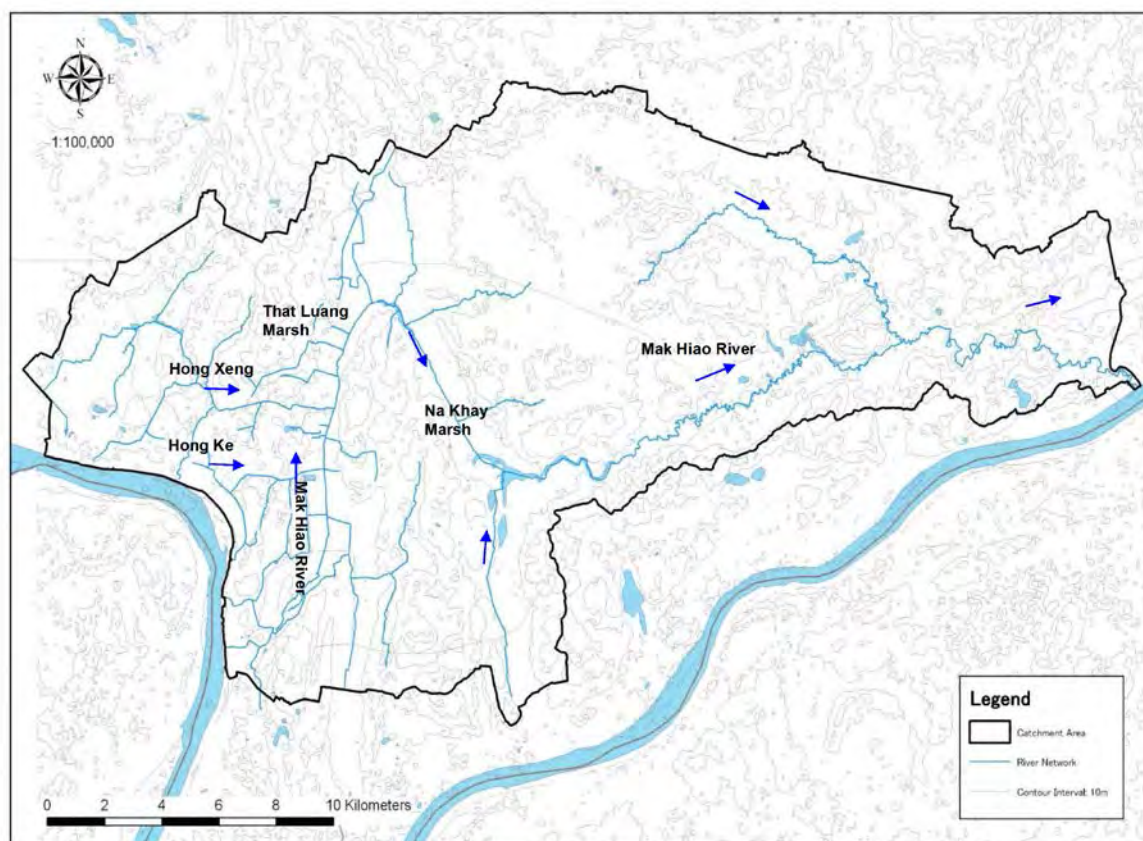 N
W E
S
1:100,000
That Luang
Marsh
Hong Xeng
Mak Hiao River
Na Khay
Marsh
Hong Ke
Mak Hiao River
Legend
Catchment Area
River Network
Contour Interval: 10m
0 2 4 6 8 10 Kilometers